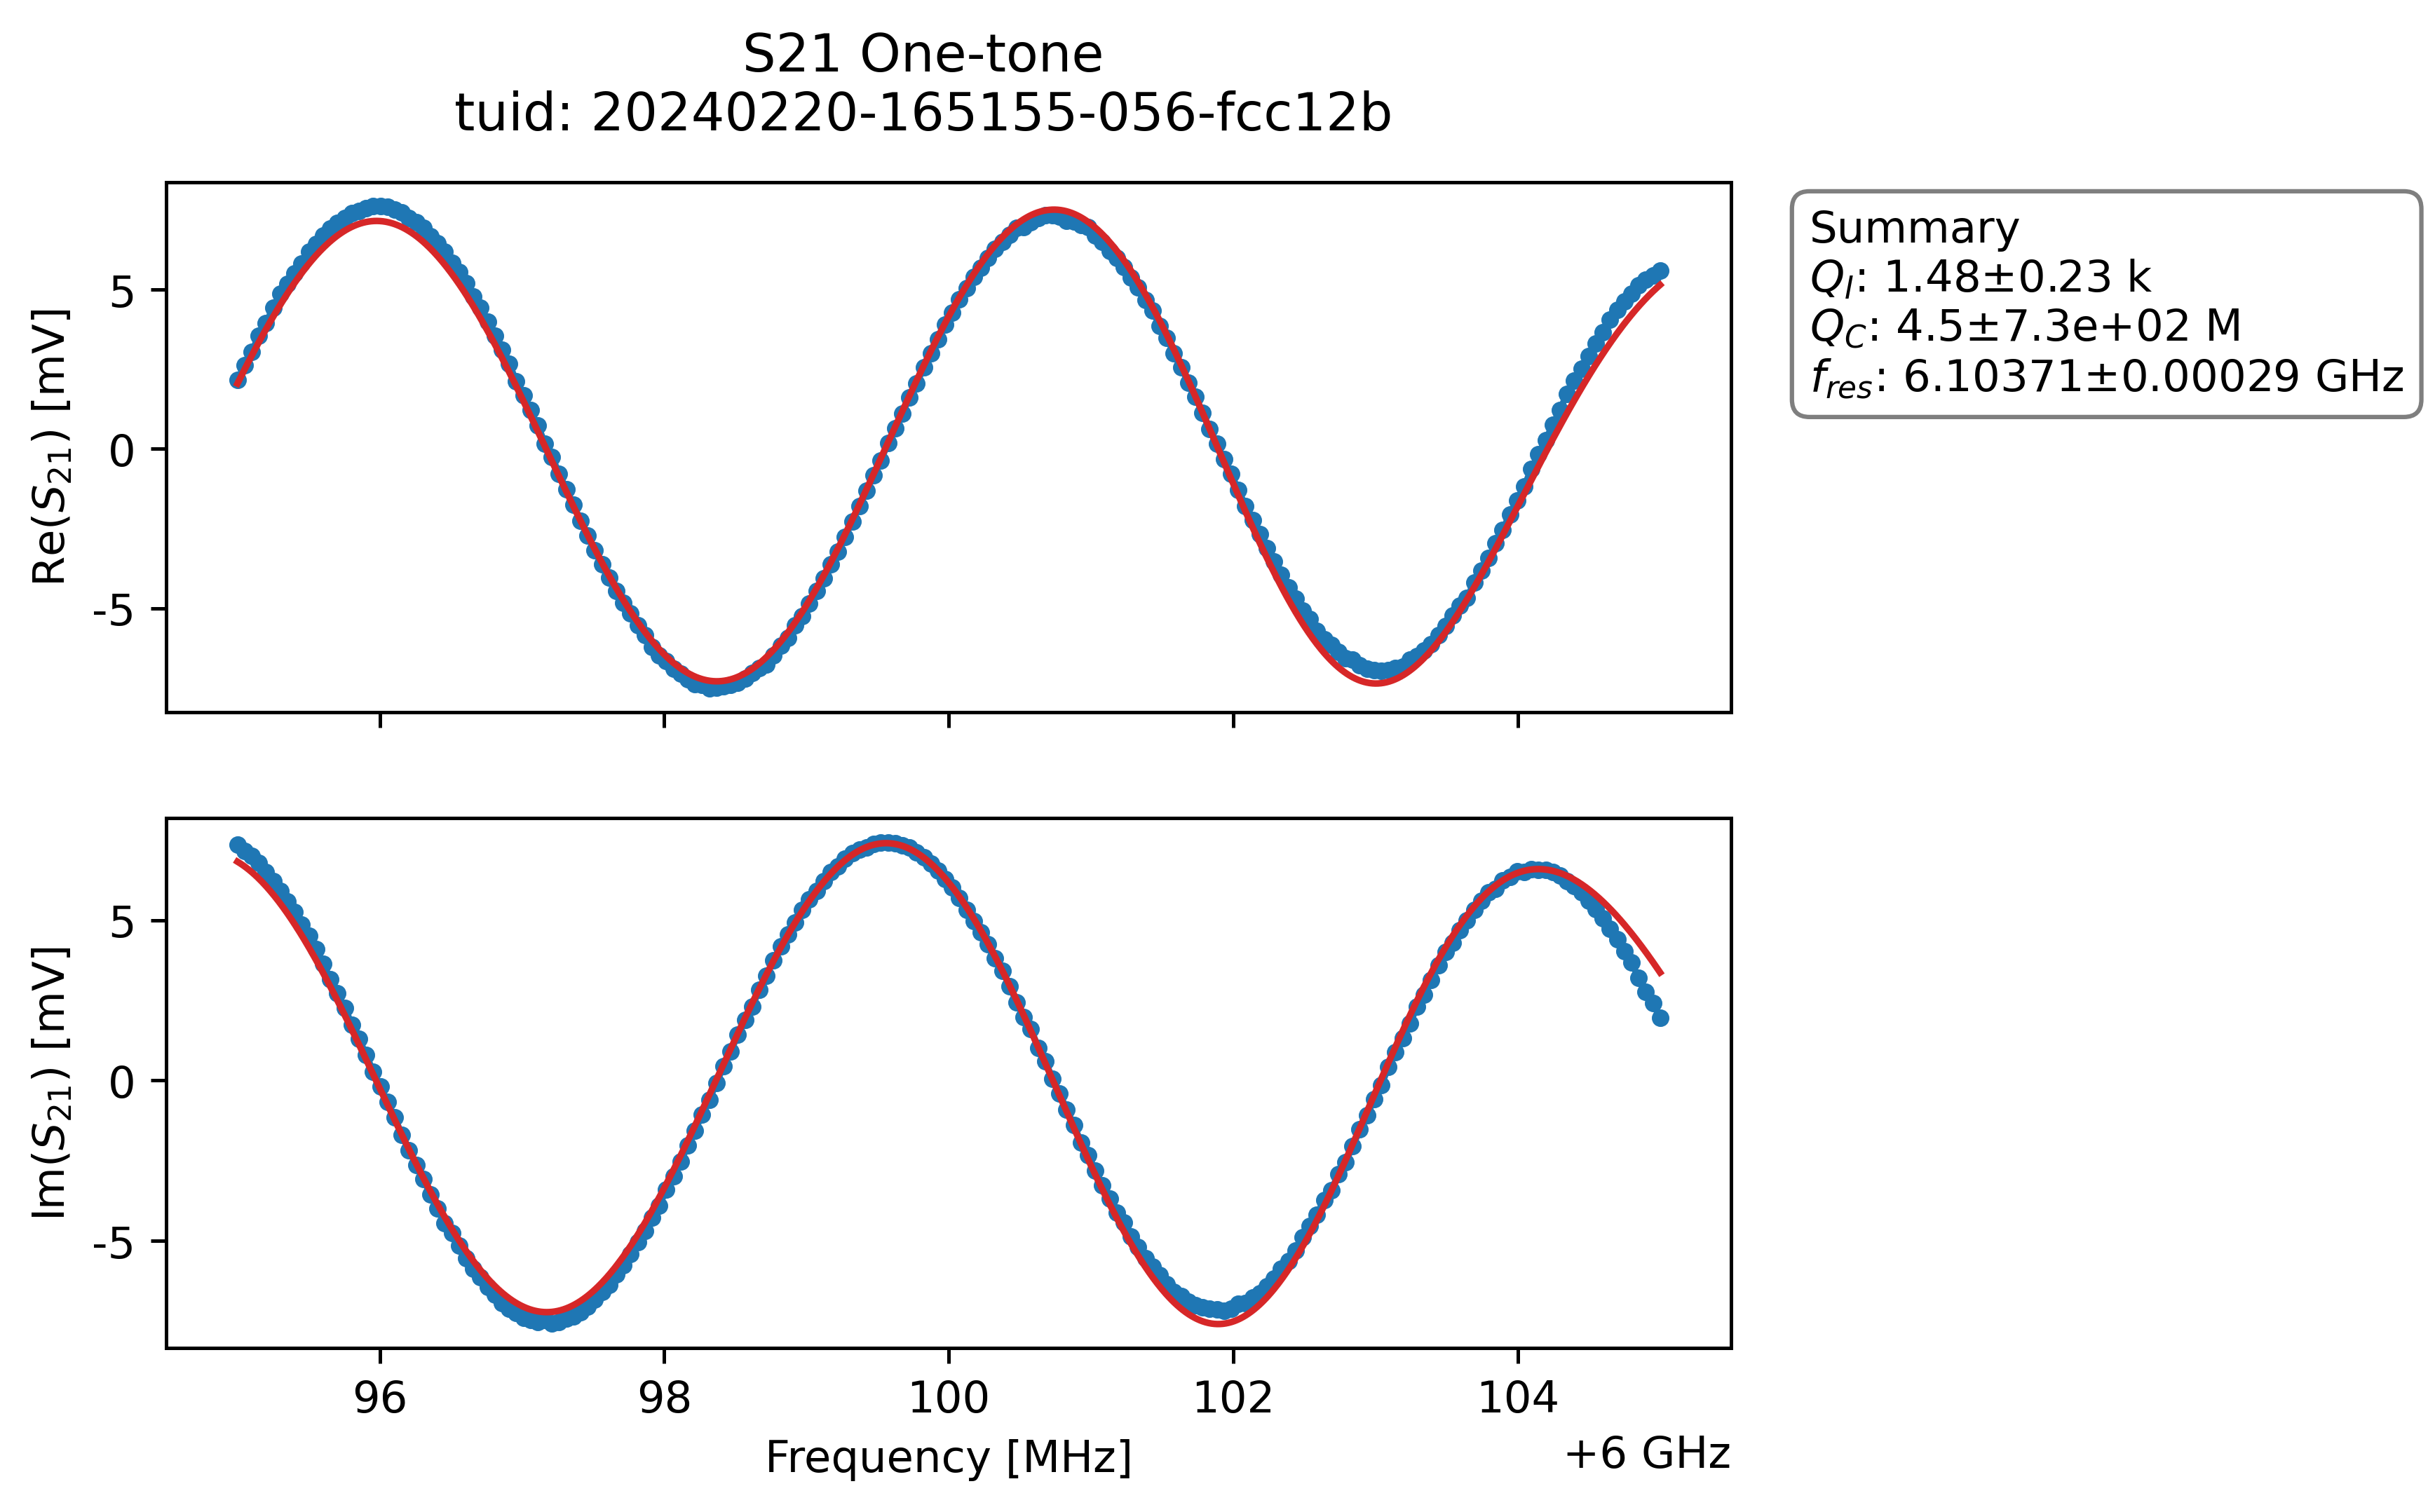 S21 One-tone
tuid: 20240220-165155-056-fcc12b
Re(S₂₁) [mV]
5
0
-5
Summary
Q_I: 1.48±0.23 k
Q_C: 4.5±7.3e+02 M
f_res: 6.10371±0.00029 GHz
Im(S₂₁) [mV]
5
0
-5
96 98 100 102 104
Frequency [MHz]
+6 GHz